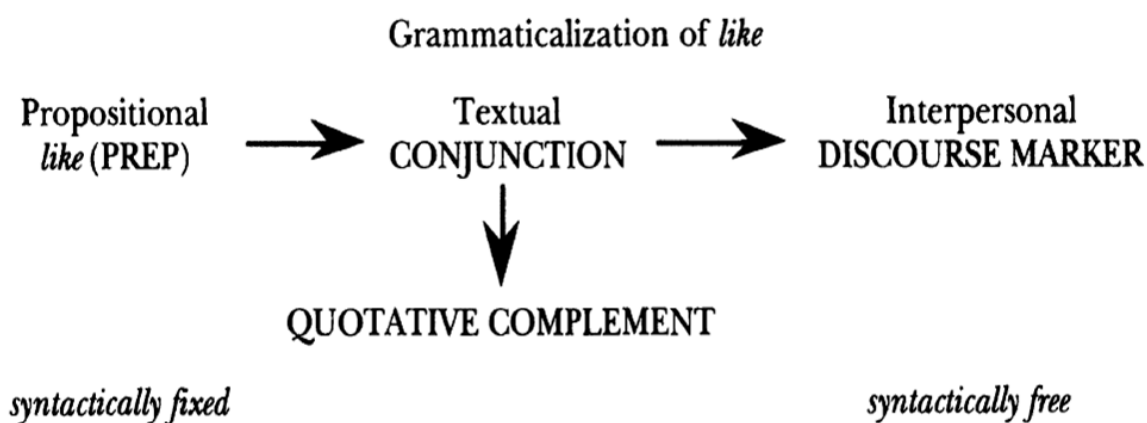 Grammaticalization of like
Propositional Textual Interpersonal
like (PREP) CONJUNCTION DISCOURSE MARKER
QUOTATIVE COMPLEMENT
syntactically fixed syntactically free